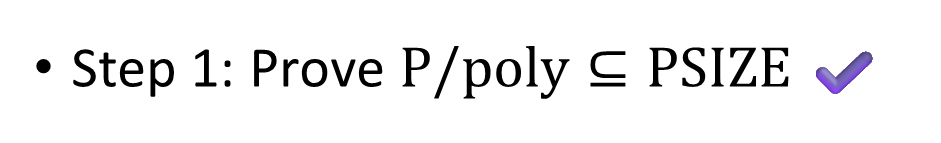 • Step 1: Prove P/poly ⊆ PSIZE ✓